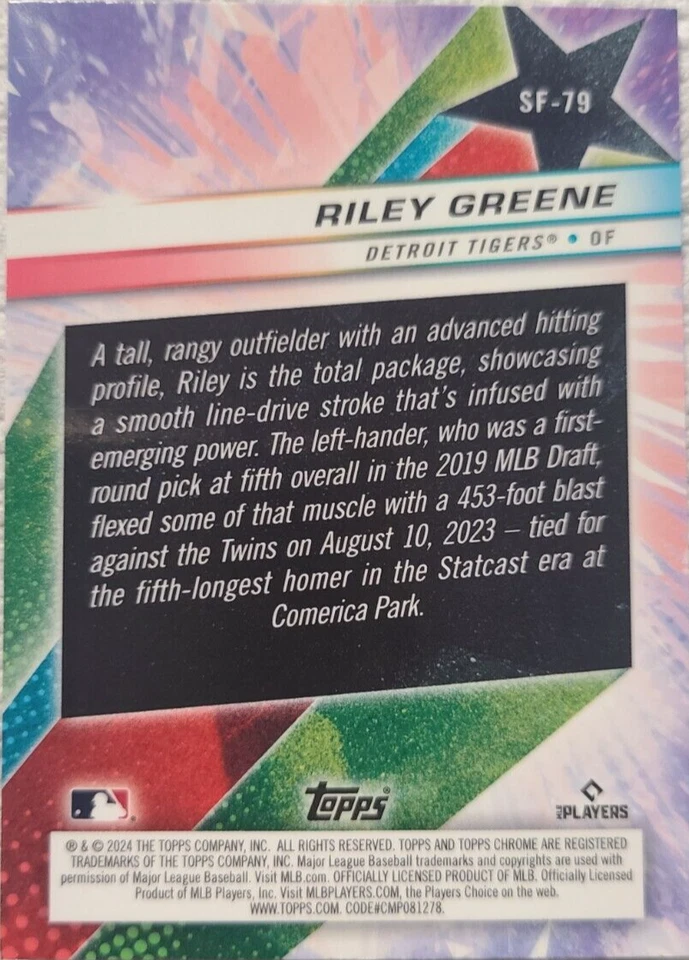 SF-79
RILEY GREENE
DETROIT TIGERS® • OF
A tall, rangy outfielder with an advanced hitting
profile, Riley is the total package, showcasing
a smooth line-drive stroke that's infused with
emerging power. The left-hander, who was a first-
round pick at fifth overall in the 2019 MLB Draft,
flexed some of that muscle with a 453-foot blast
against the Twins on August 10, 2023 – tied for
the fifth-longest homer in the Statcast era at
Comerica Park.
Topps®
MLB PLAYERS
® & © 2024 THE TOPPS COMPANY, INC. ALL RIGHTS RESERVED. TOPPS AND TOPPS CHROME ARE REGISTERED
TRADEMARKS OF THE TOPPS COMPANY, INC. Major League Baseball trademarks and copyrights are used with
permission of Major League Baseball. Visit MLB.com. OFFICIALLY LICENSED PRODUCT OF MLB. Officially Licensed
Product of MLB Players, Inc. Visit MLBPLAYERS.COM, the Players Choice on the web.
WWW.TOPPS.COM. CODE#CMP081278.